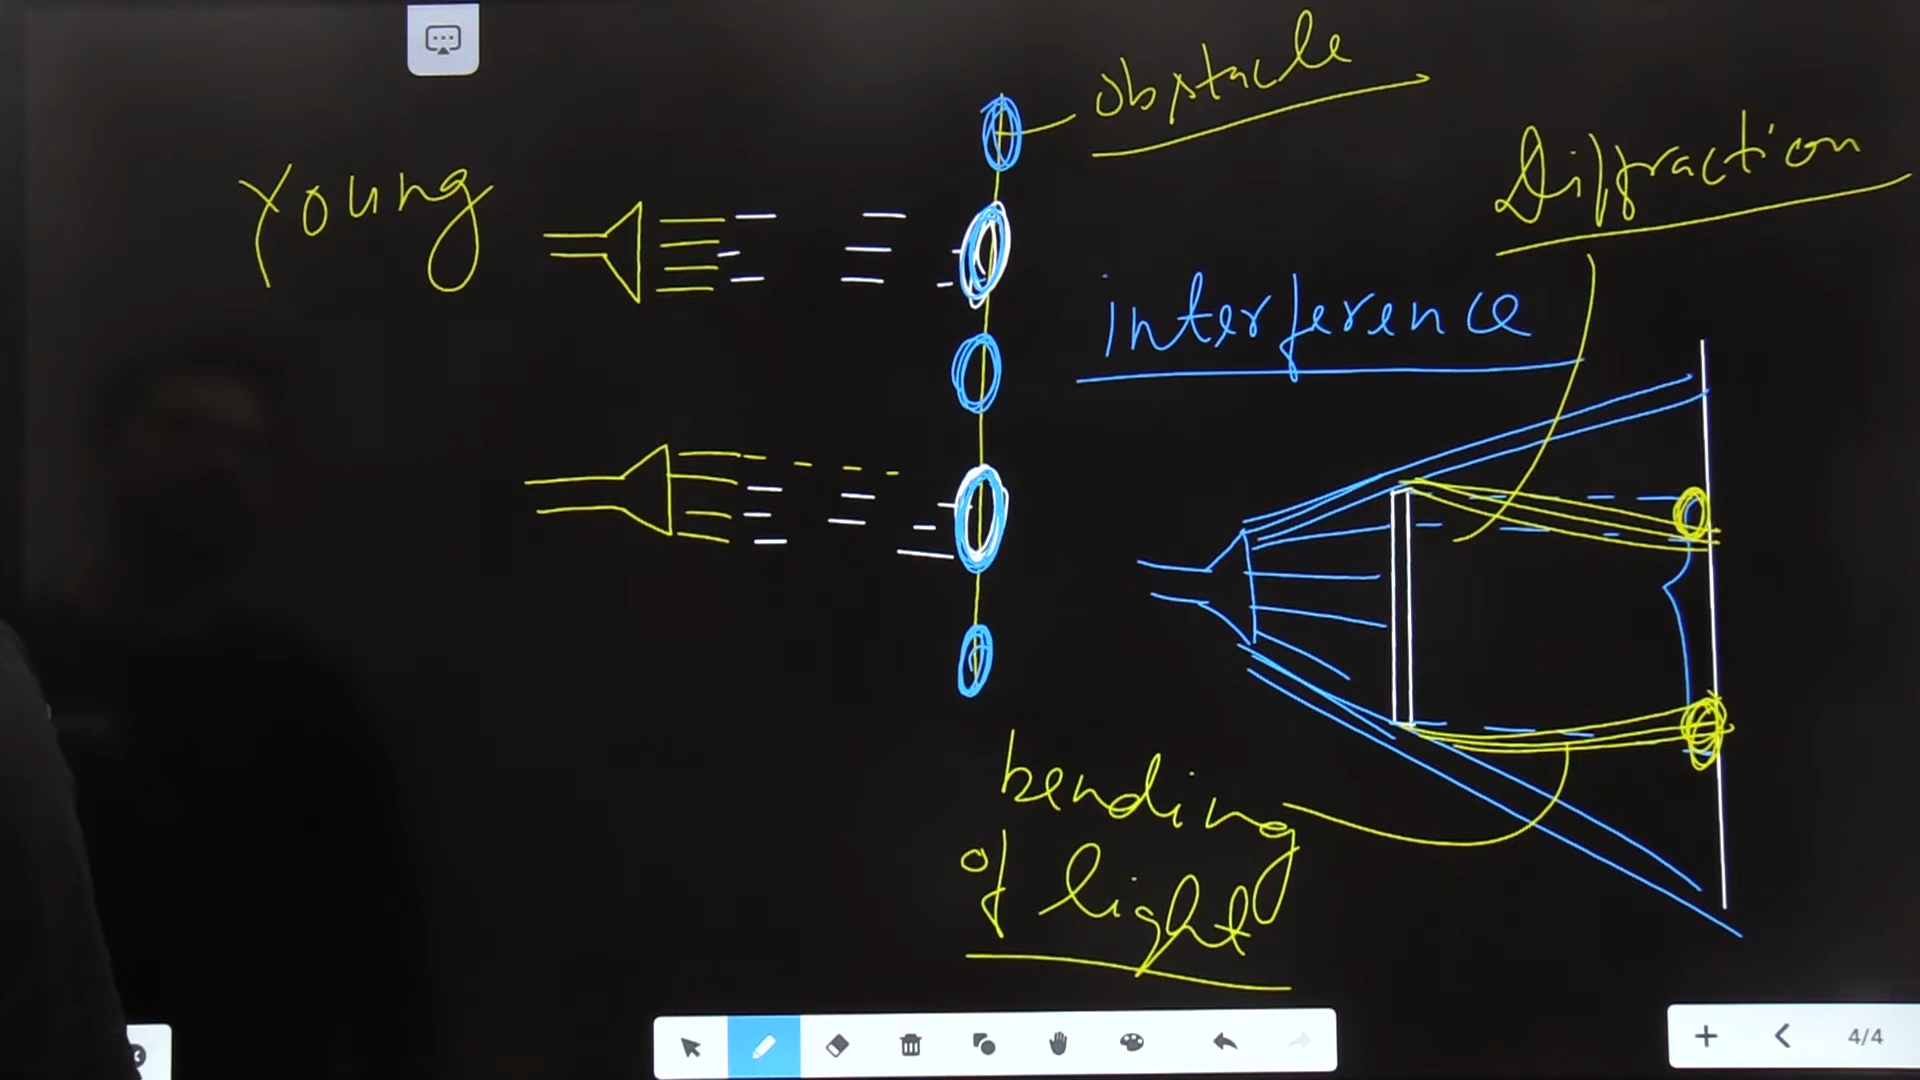 obstacle
Diffraction
Young
interference
bending
of light
4/4